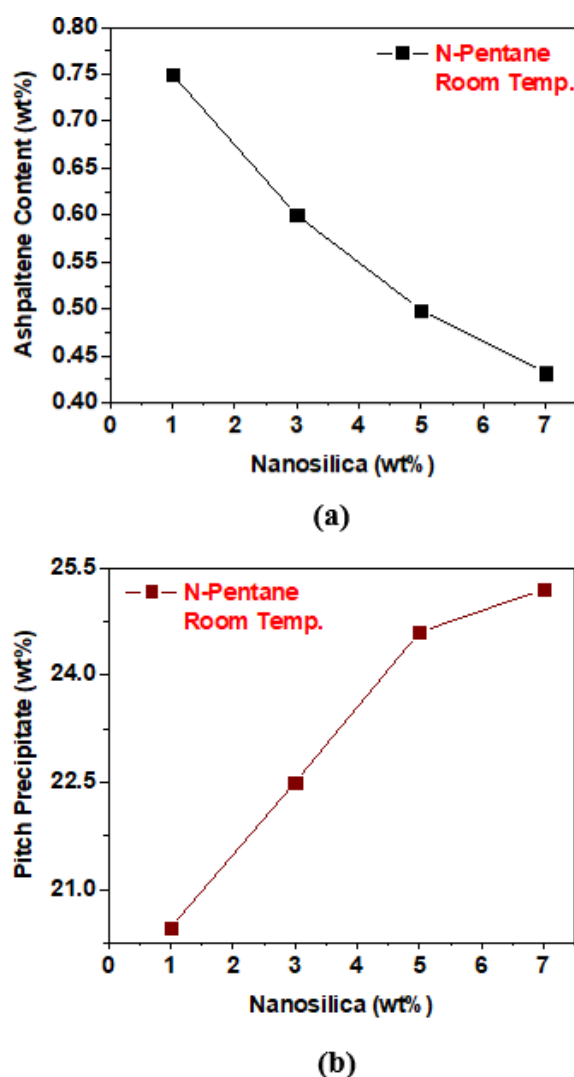 0.80
0.75
0.70
0.65
0.60
0.55
0.50
0.45
0.40
Ashpaltene Content (wt%)
N-Pentane
Room Temp.
0 1 2 3 4 5 6 7
Nanosilica (wt%)
(a)
25.5
24.0
22.5
21.0
Pitch Precipitate (wt%)
N-Pentane
Room Temp.
0 1 2 3 4 5 6 7
Nanosilica (wt%)
(b)